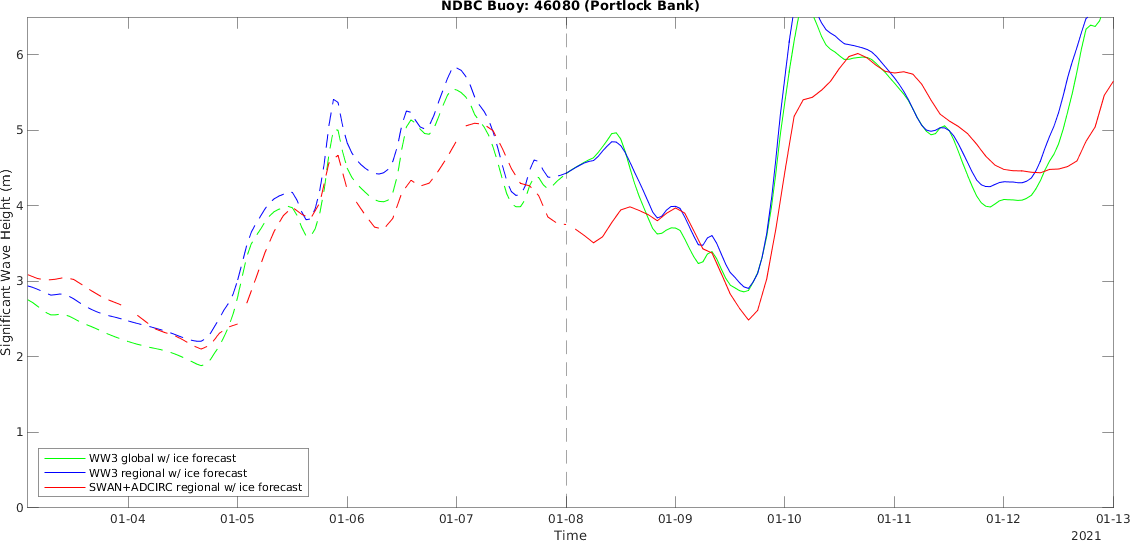 NDBC Buoy: 46080 (Portlock Bank)
Significant Wave Height (m)
6
5
4
3
2
1
0
WW3 global w/ ice forecast
WW3 regional w/ ice forecast
SWAN+ADCIRC regional w/ ice forecast
01-04 01-05 01-06 01-07 01-08 01-09 01-10 01-11 01-12 01-13
Time
2021